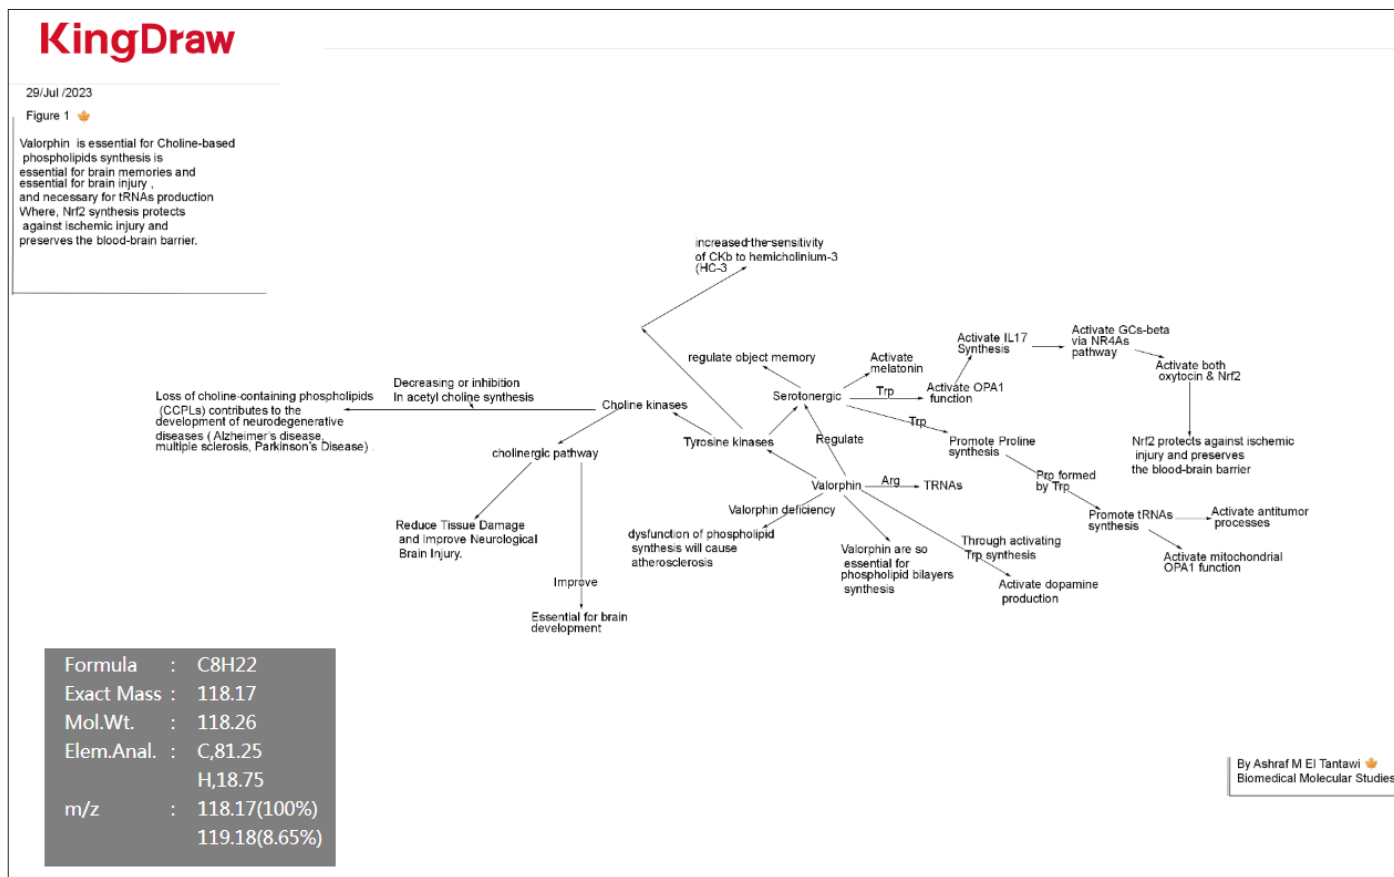 KingDraw
29/Jul /2023
Figure 1
Valorphin is essential for Choline-based
phospholipids synthesis is
essential for brain memories and
essential for brain injury ,
and necessary for tRNAs production
Where, Nrf2 synthesis protects
against ischemic injury and
preserves the blood-brain barrier.
increased-the-sensitivity
of CKb to hemicholinium-3
(HC-3
Activate IL17
Synthesis
Activate GCs-beta
via NR4As
pathway
Activate both
oxytocin & Nrf2
Nrf2 protects against ischemic
injury and preserves
the blood-brain barrier
regulate object memory
Activate
melatonin
Serotonergic
Trp
Activate OPA1
function
Trp
Promote Proline
synthesis
Prp formed
by Trp
Promote tRNAs
synthesis
Activate antitumor
processes
Activate mitochondrial
OPA1 function
Decreasing or inhibition
In acetyl choline synthesis
Loss of choline-containing phospholipids
(CCPLs) contributes to the
development of neurodegenerative
diseases ( Alzheimer's disease,
multiple sclerosis, Parkinson's Disease) .
Choline kinases
Tyrosine kinases
Regulate
cholinergic pathway
Valorphin
Arg
TRNAs
Reduce Tissue Damage
and Improve Neurological
Brain Injury.
Improve
Essential for brain
development
Valorphin deficiency
dysfunction of phospholipid
synthesis will cause
atherosclerosis
Valorphin are so
essential for
phospholipid bilayers
synthesis
Through activating
Trp synthesis
Activate dopamine
production
Formula : C8H22
Exact Mass : 118.17
Mol.Wt. : 118.26
Elem.Anal. : C,81.25
H,18.75
m/z : 118.17(100%)
119.18(8.65%)
By Ashraf M El Tantawi
Biomedical Molecular Studies